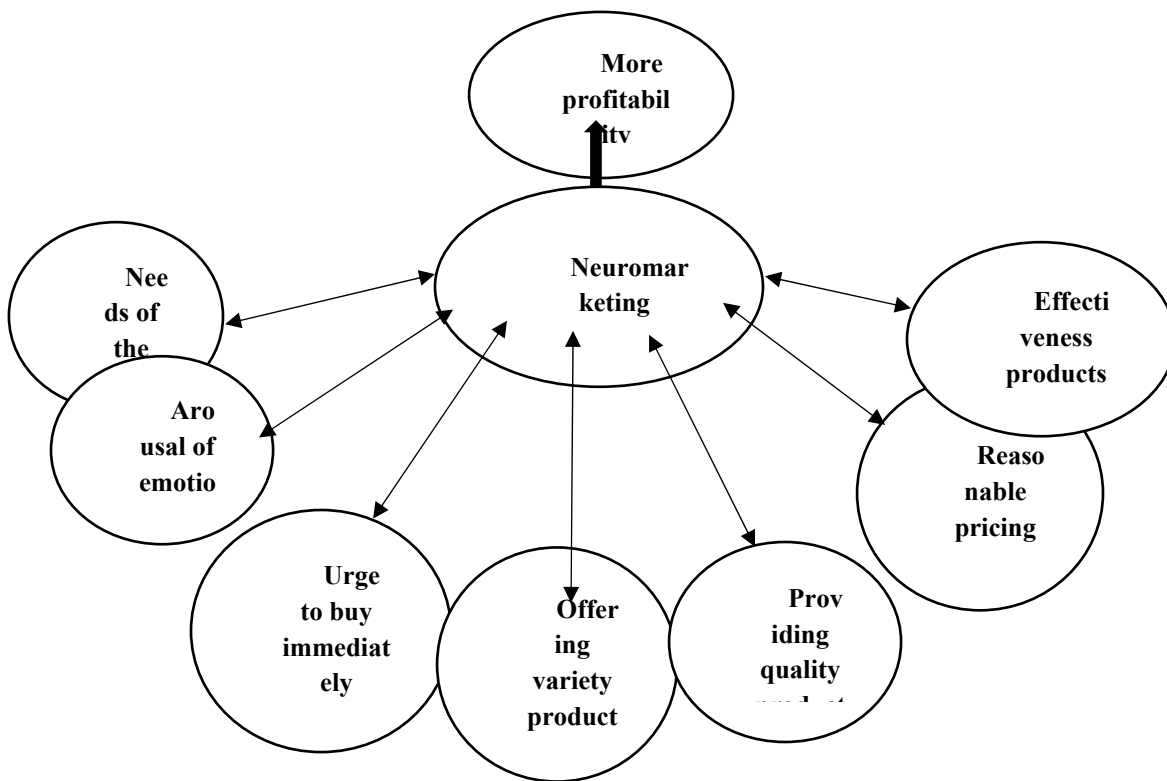 More
profitabil
ity
Neuromar
keting
Nee
ds of
the
Aro
usal of
emotio
Urge
to buy
immediat
ely
Offer
ing
variety
product
Prov
iding
quality
Reaso
nable
pricing
Effecti
veness
products